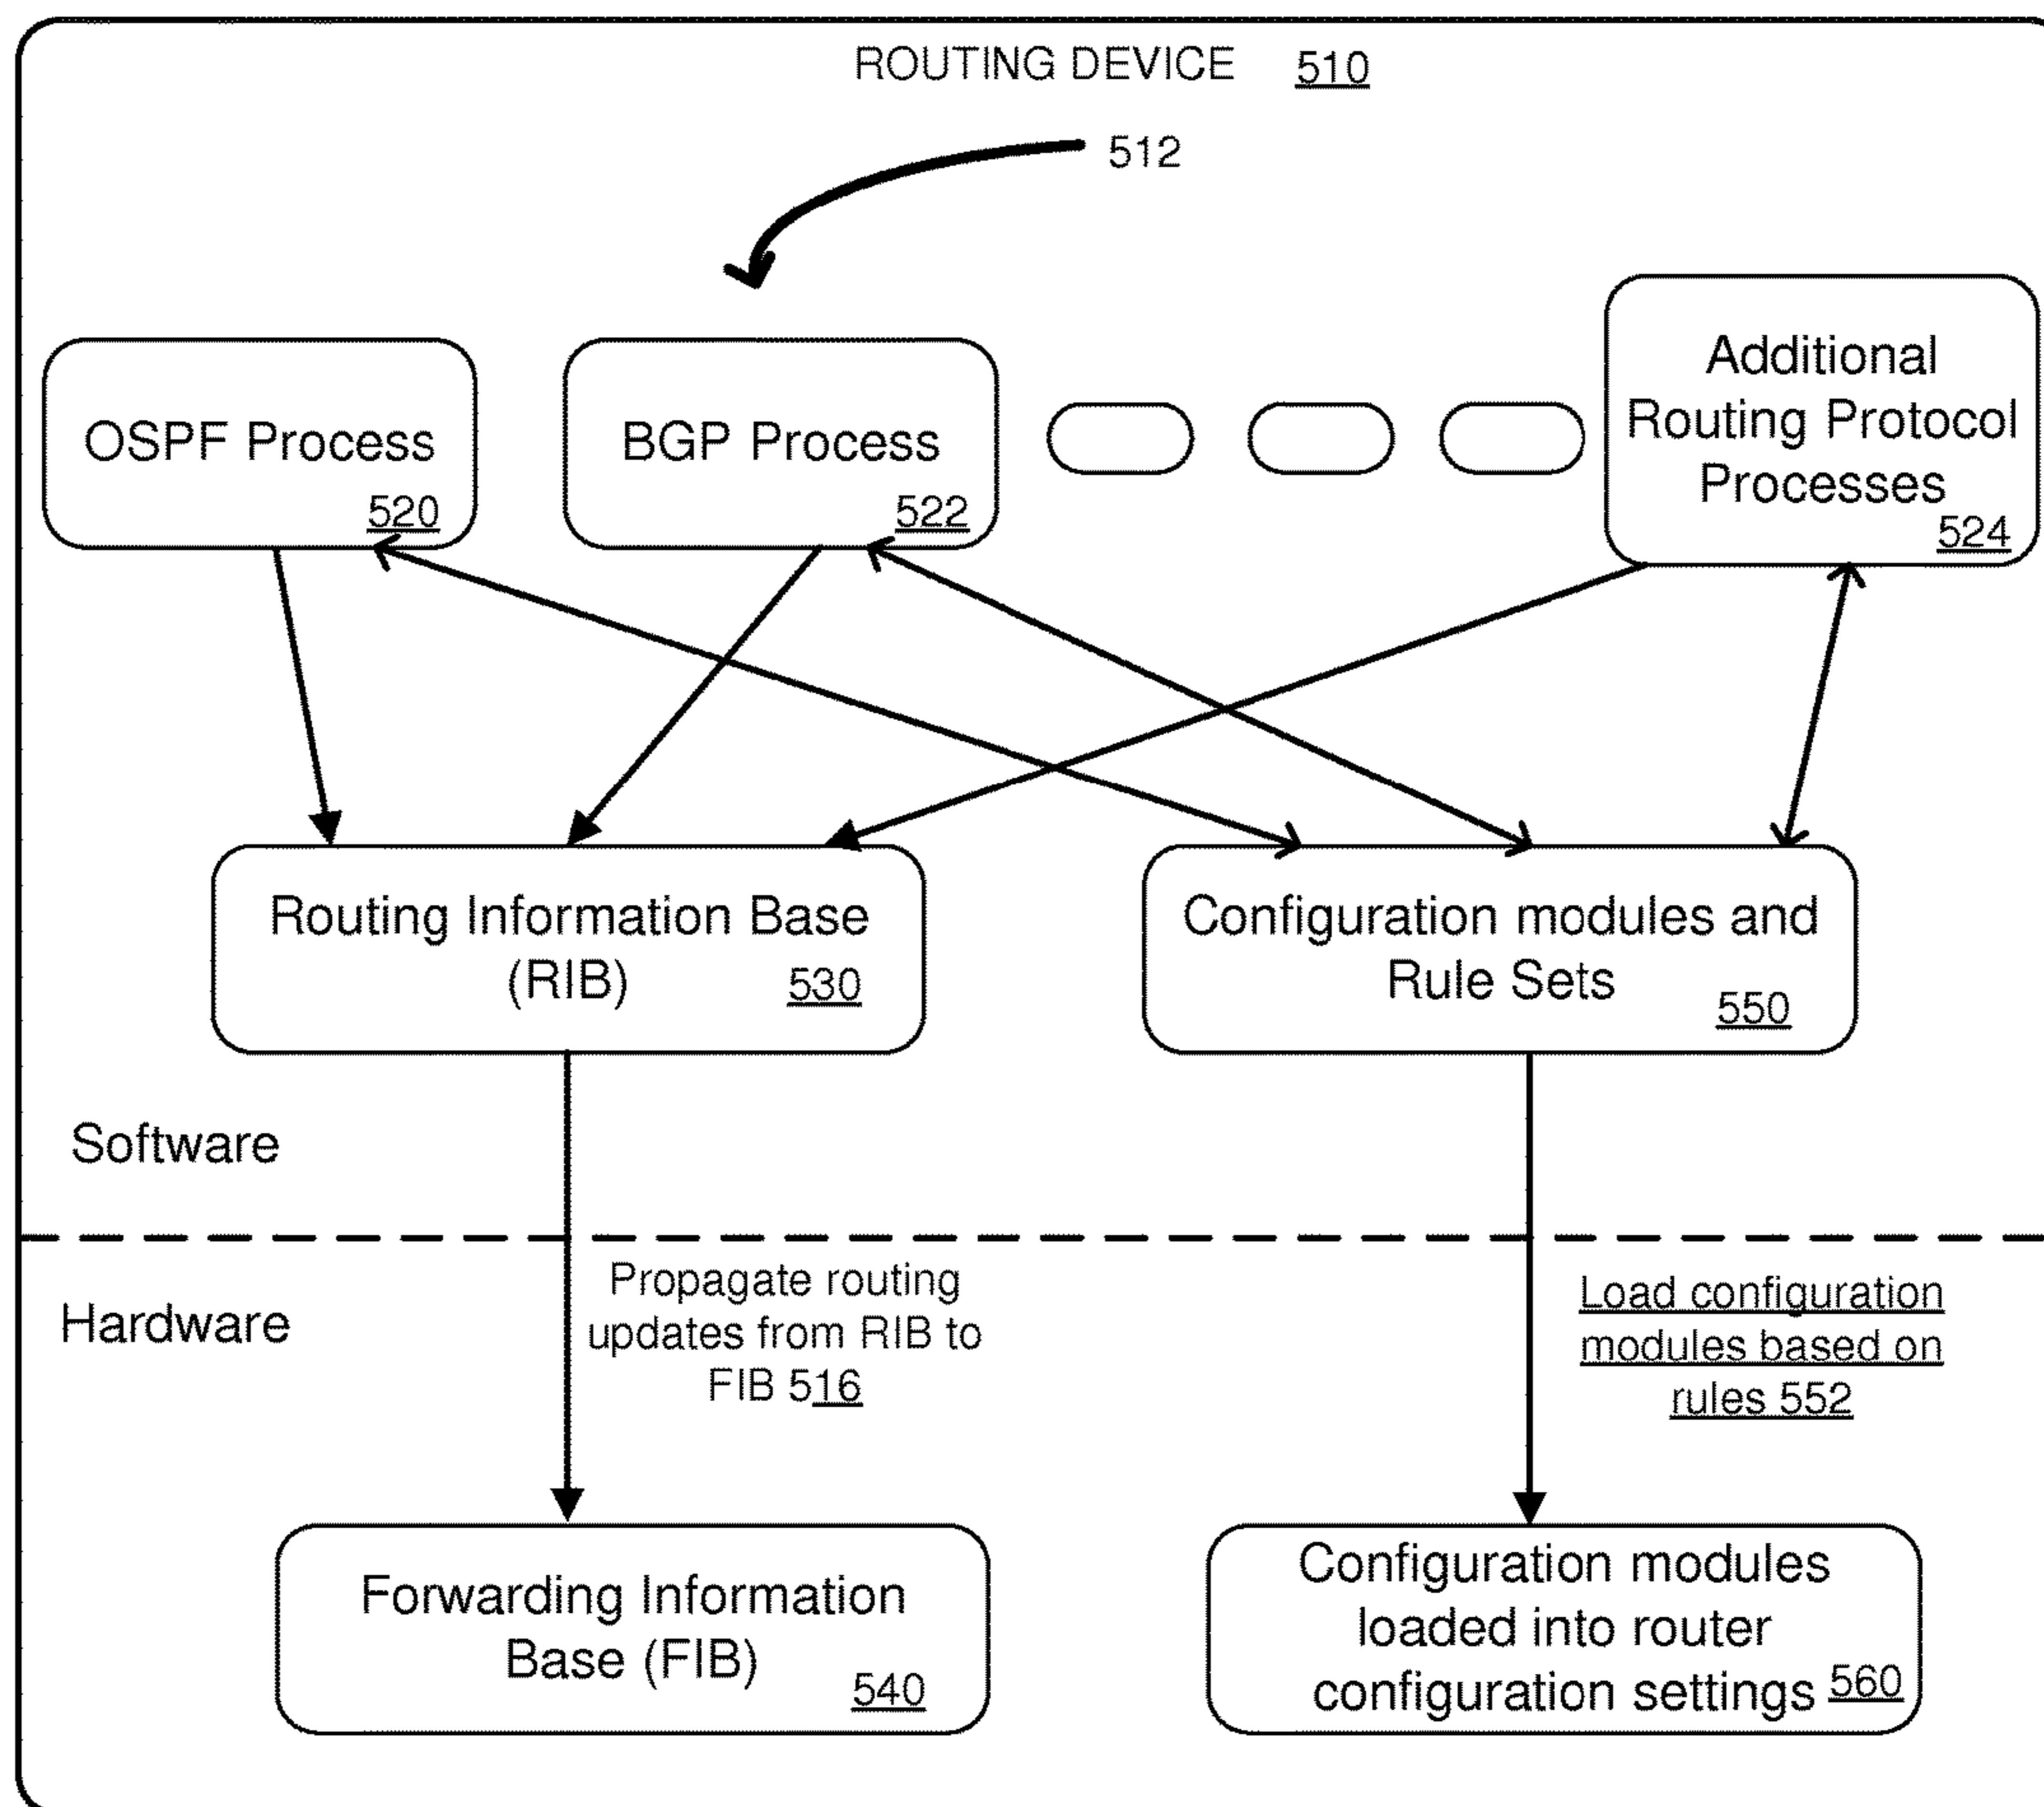 ROUTING DEVICE 510
512
OSPF Process
520
BGP Process
522
Additional
Routing Protocol
Processes
524
Routing Information Base
(RIB) 530
Configuration modules and
Rule Sets
550
Software
Hardware
Propagate routing
updates from RIB to
FIB 516
Load configuration
modules based on
rules 552
Forwarding Information
Base (FIB)
540
Configuration modules
loaded into router
configuration settings 560